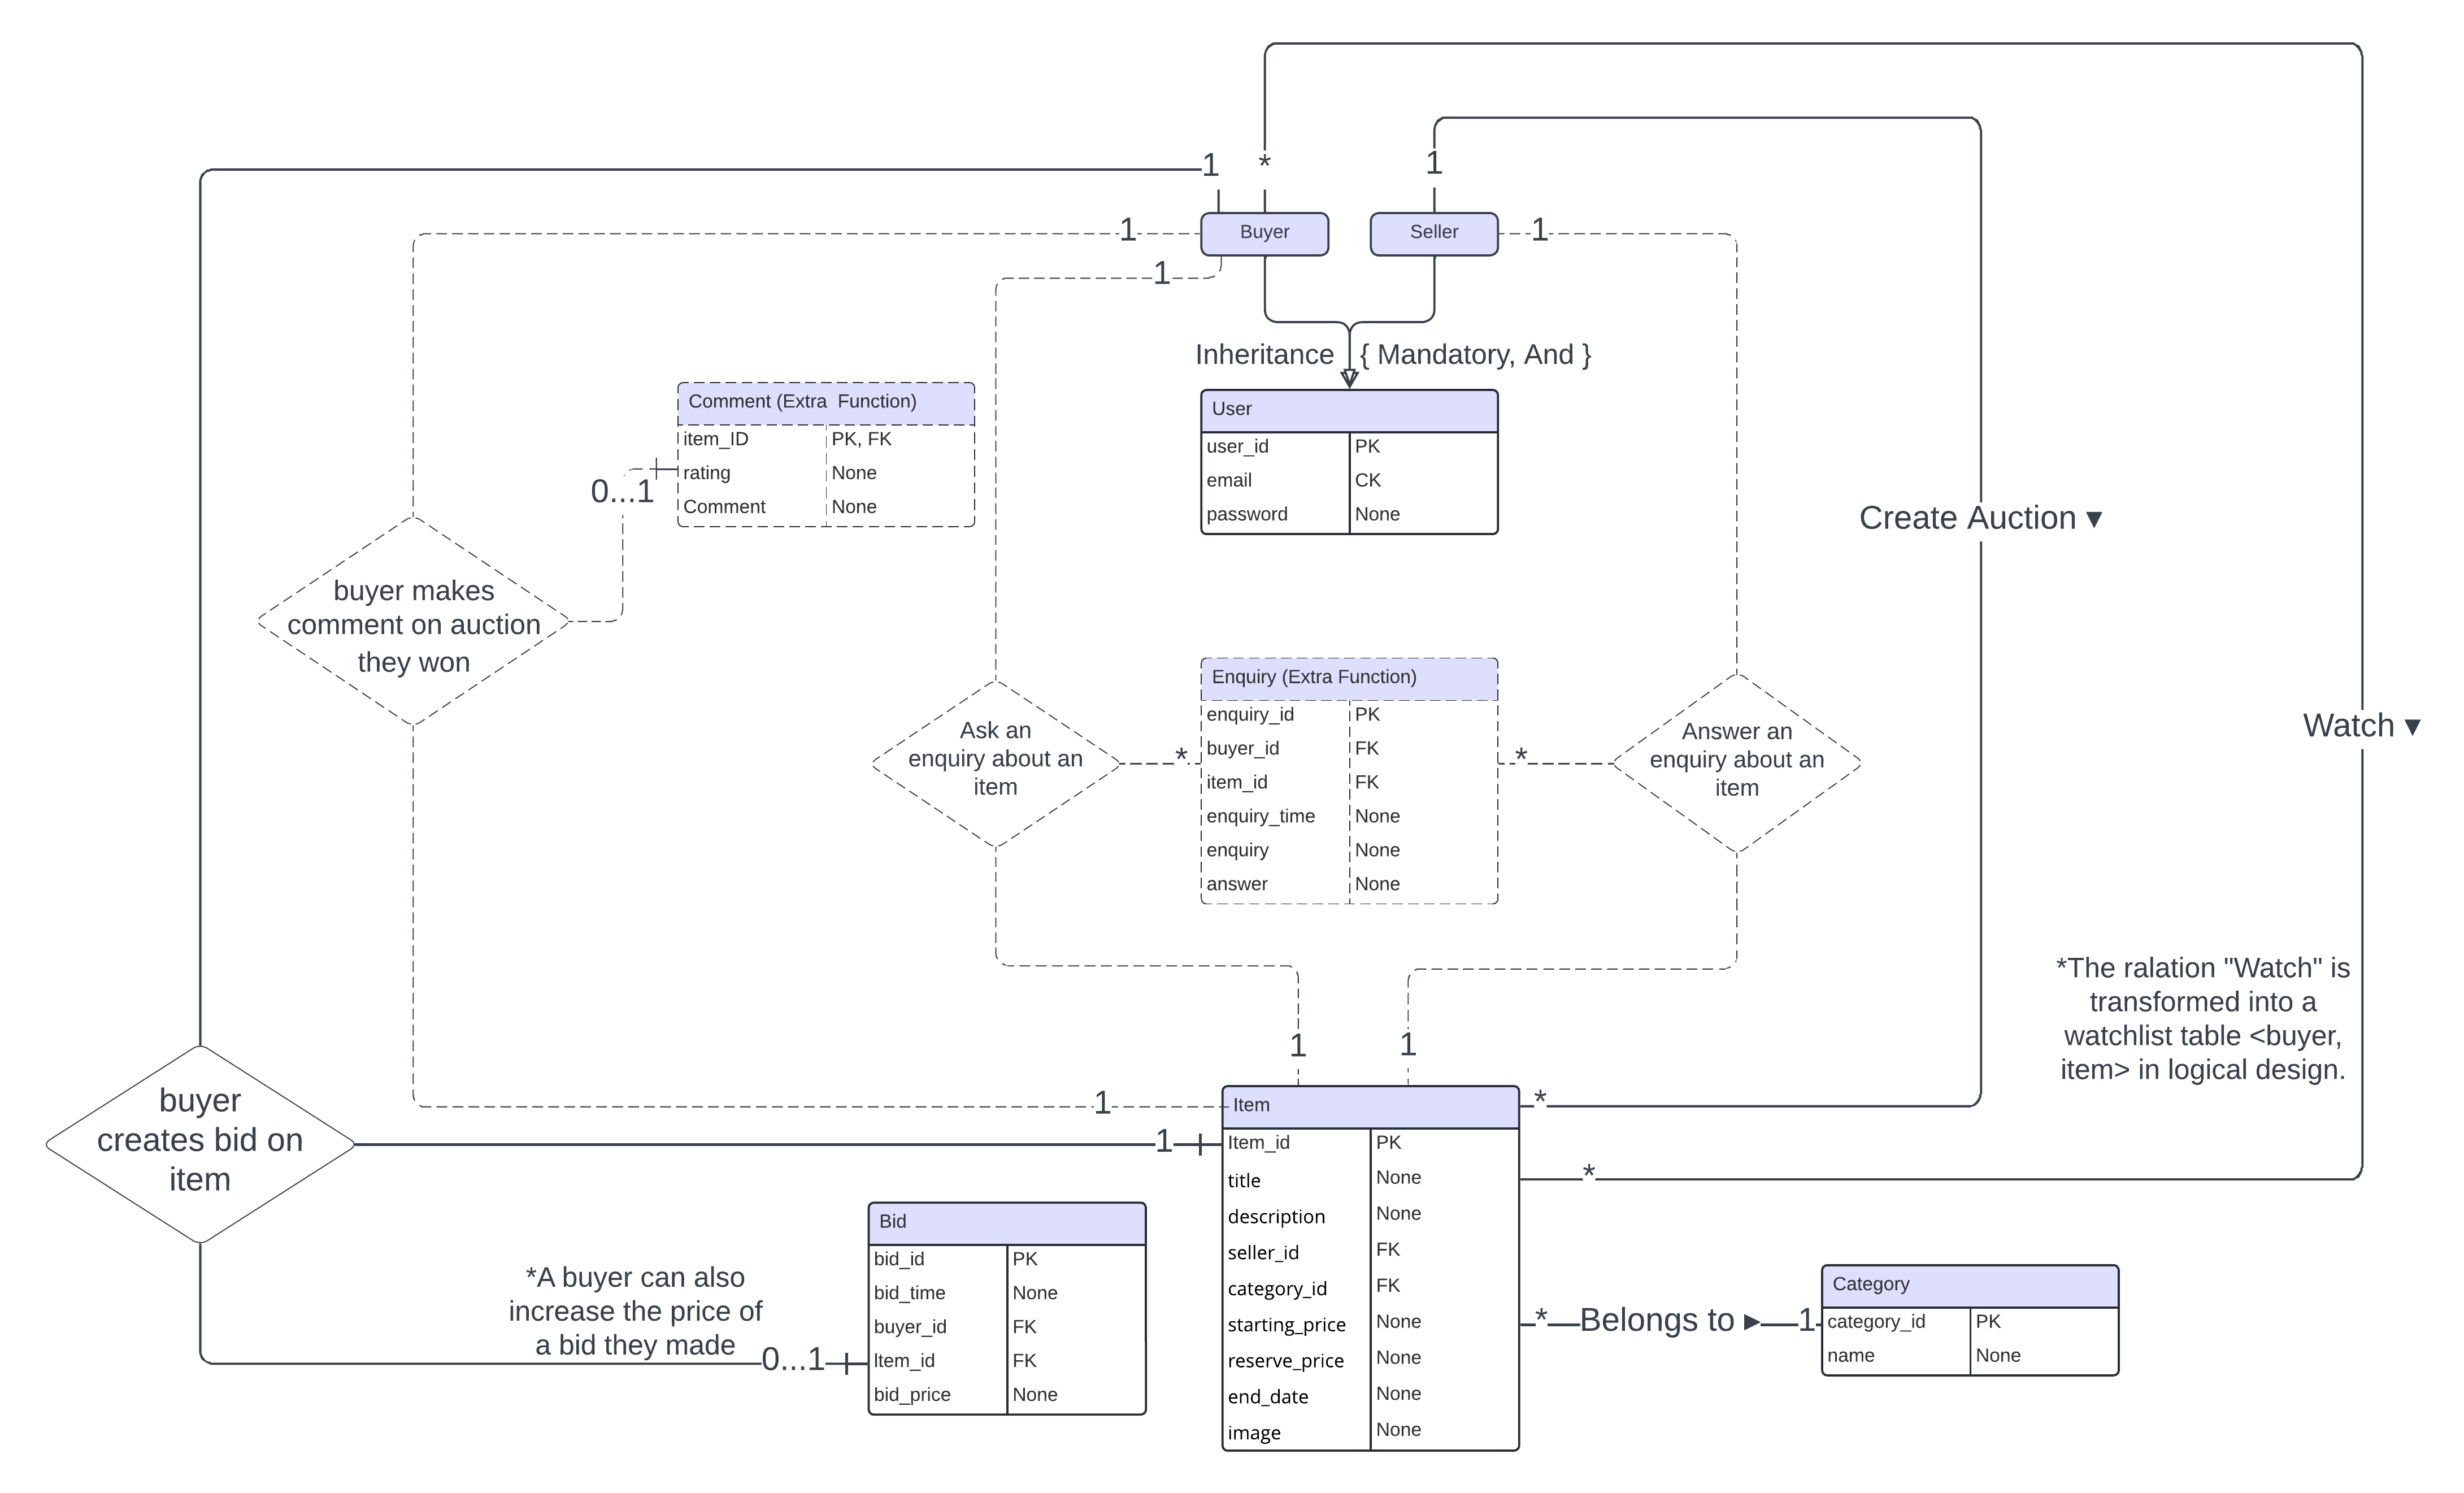 1
*
1
1
Buyer
Seller
1
1
Inheritance
{ Mandatory, And }
Comment (Extra  Function)
item_ID PK, FK
rating None
Comment None
0...1
User
user_id PK
email CK
password None
Create Auction ▼
buyer makes
comment on auction
they won
Enquiry (Extra Function)
enquiry_id PK
buyer_id FK
item_id FK
enquiry_time None
enquiry None
answer None
Ask an
enquiry about an
item
*
*
Answer an
enquiry about an
item
Watch ▼
*The ralation "Watch" is
transformed into a
watchlist table <buyer,
item> in logical design.
1
1
1
1
*
*
buyer
creates bid on
item
Item
Item_id PK
title None
description None
seller_id FK
category_id FK
starting_price None
reserve_price None
end_date None
image None
Bid
bid_id PK
bid_time None
buyer_id FK
Item_id FK
bid_price None
*A buyer can also
increase the price of
a bid they made
0...1
* Belongs to ► 1
Category
category_id PK
name None